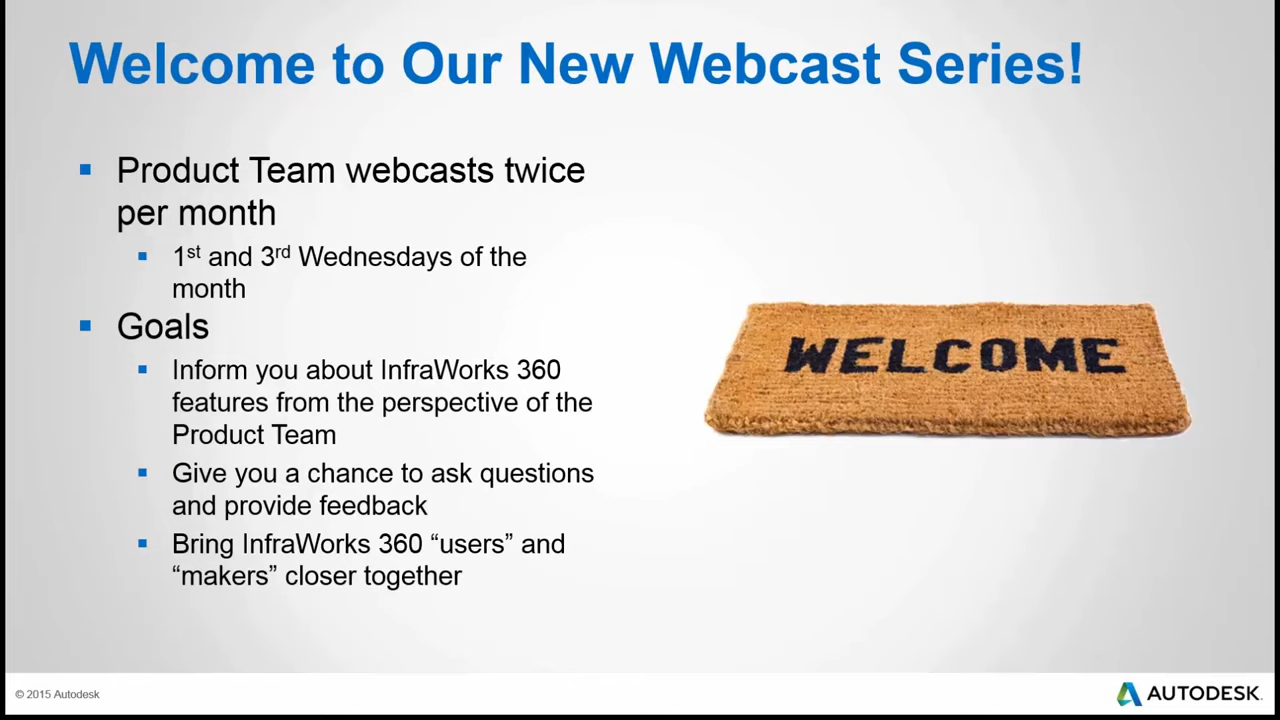 Welcome to Our New Webcast Series!
▪ Product Team webcasts twice
per month
▪ 1st and 3rd Wednesdays of the
month
▪ Goals
▪ Inform you about InfraWorks 360
features from the perspective of the
Product Team
▪ Give you a chance to ask questions
and provide feedback
▪ Bring InfraWorks 360 “users” and
“makers” closer together
WELCOME
© 2015 Autodesk
AUTODESK.